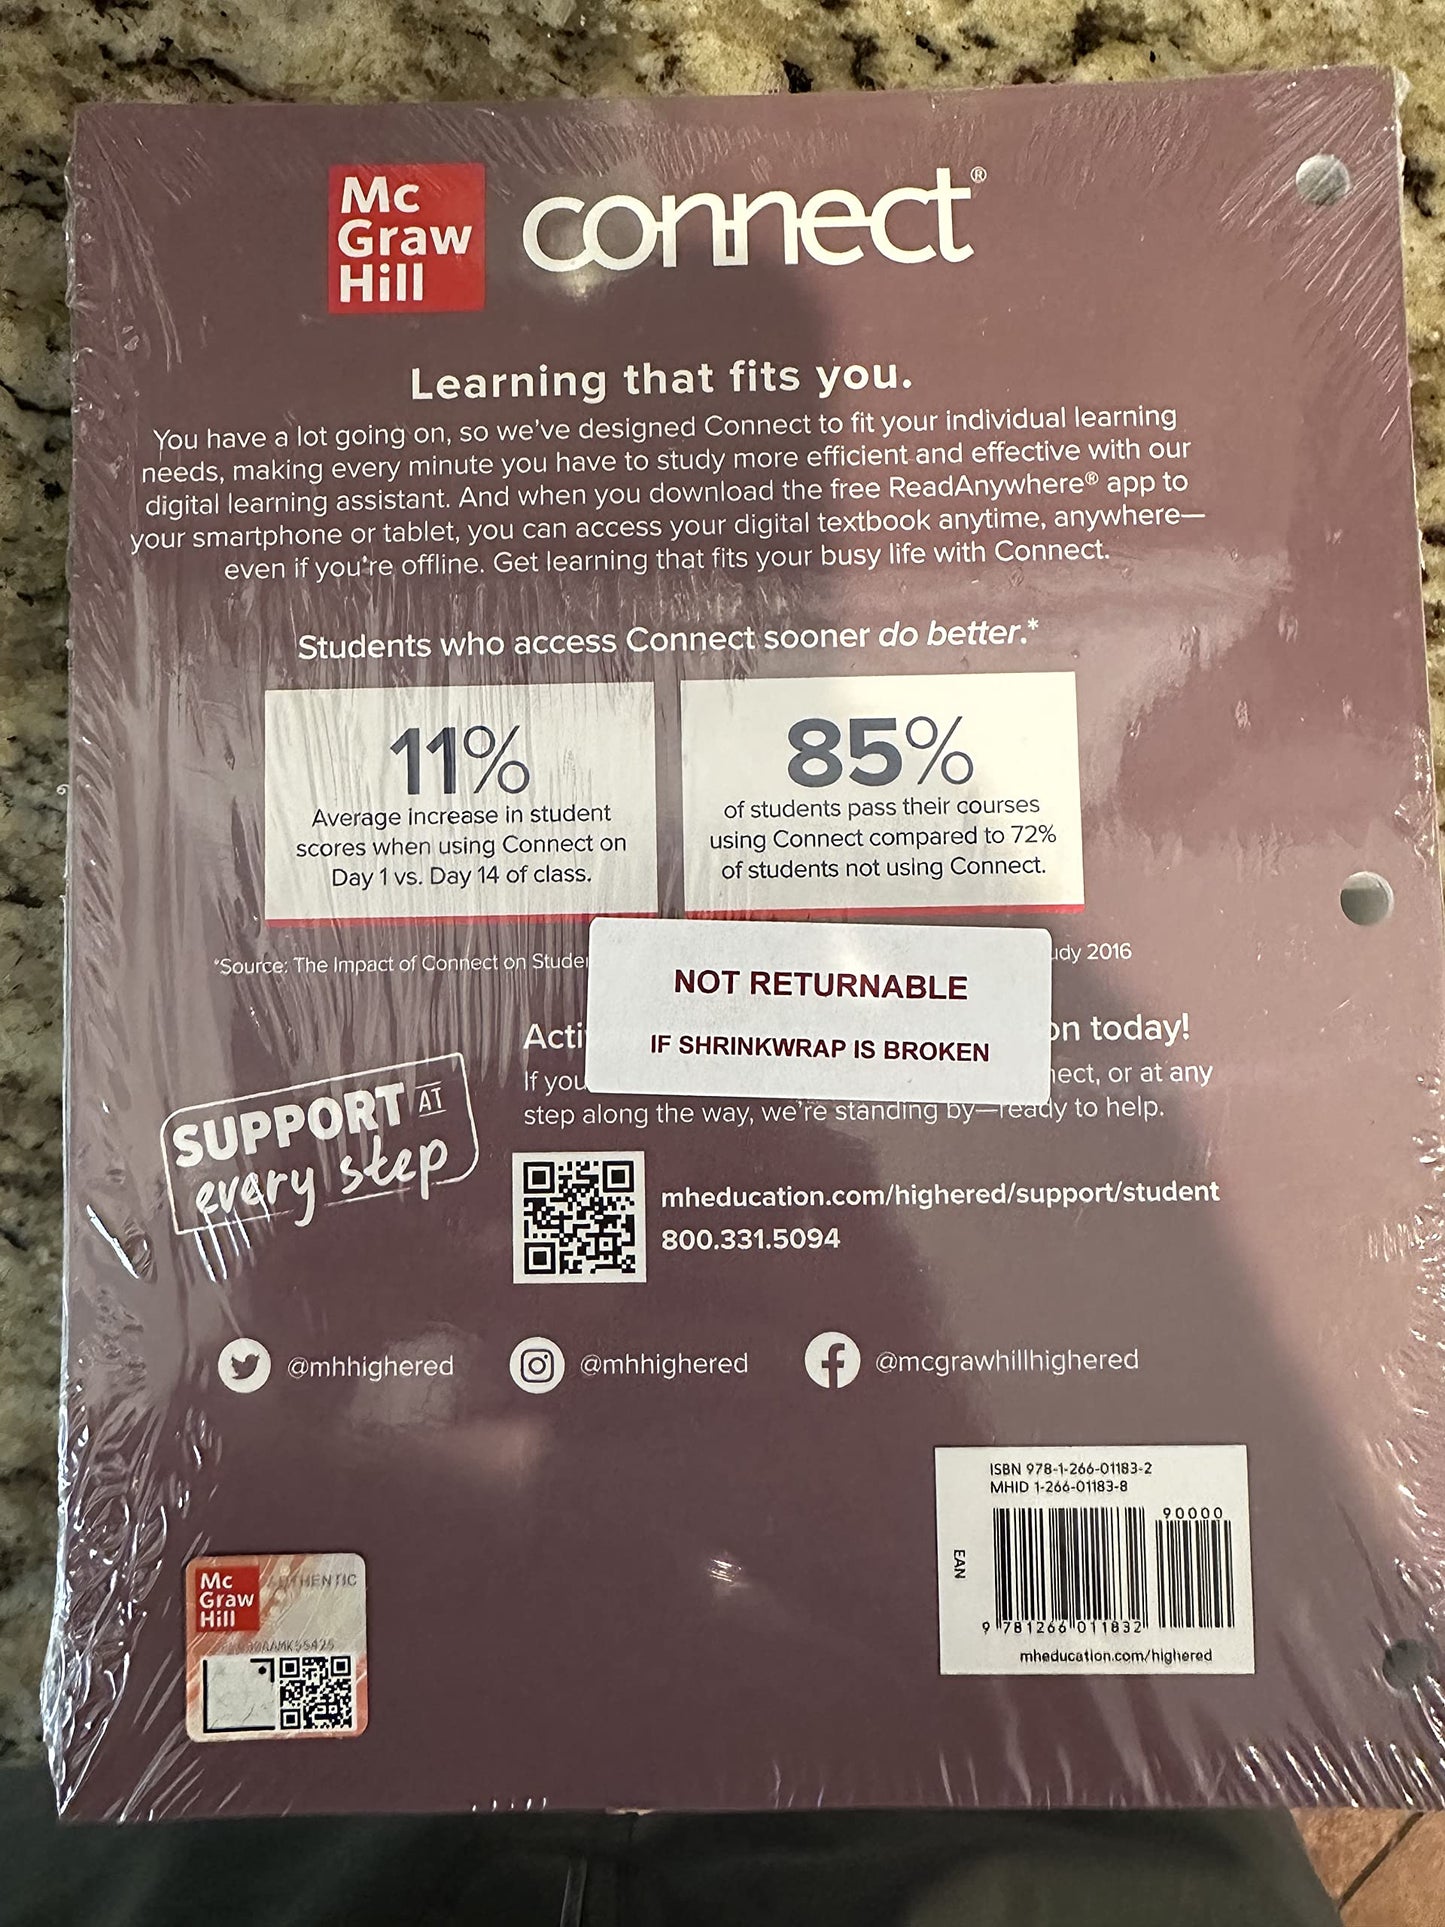 Mc
Graw
Hill
connect®
Learning that fits you.
You have a lot going on, so we've designed Connect to fit your individual learning
needs, making every minute you have to study more efficient and effective with our
digital learning assistant. And when you download the free ReadAnywhere® app to
your smartphone or tablet, you can access your digital textbook anytime, anywhere—
even if you're offline. Get learning that fits your busy life with Connect.
Students who access Connect sooner do better.*
11%
Average increase in student
scores when using Connect on
Day 1 vs. Day 14 of class.
85%
of students pass their courses
using Connect compared to 72%
of students not using Connect.
*Source: The Impact of Connect on 2016
NOT RETURNABLE
IF SHRINKWRAP IS BROKEN
today!
If or at any
step along the way, we're standing by—ready to help.
SUPPORT AT
every step
mheducation.com/highered/support/student
800.331.5094
@mhhighered
@mhhighered
@mcgrawhillhighered
ISBN 978-1-266-01183-2
MHID 1-266-01183-8
90000
EAN
9 781266 011832
mheducation.com/highered
Mc
Graw
Hill
AUTHENTIC